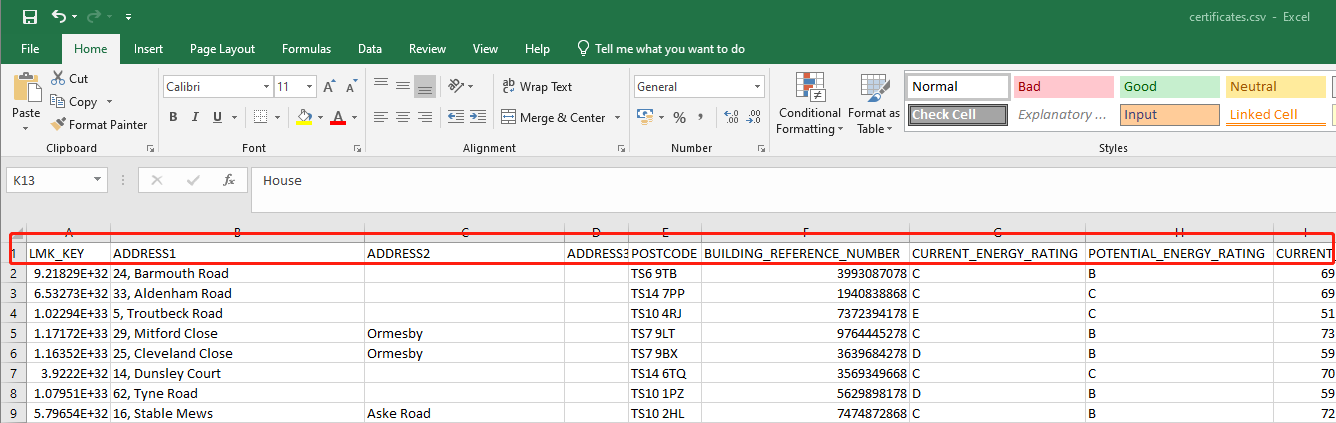 certificates.csv - Excel
File Home Insert Page Layout Formulas Data Review View Help Tell me what you want to do
Paste
Cut
Copy
Format Painter
Clipboard
Calibri 11
B I U
Font
Wrap Text
Merge & Center
Alignment
General
% ,
Number
Conditional Formatting
Format as Table
Normal Bad Good Neutral
Check Cell Explanatory ... Input Linked Cell
Styles
K13 fx House
A B C D E F G H I
1 LMK_KEY ADDRESS1 ADDRESS2 ADDRESS3 POSTCODE BUILDING_REFERENCE_NUMBER CURRENT_ENERGY_RATING POTENTIAL_ENERGY_RATING CURRENT
2 9.21829E+32 24, Barmouth Road TS6 9TB 3993087078 C B 69
3 6.53273E+32 33, Aldenham Road TS14 7PP 1940838868 C C 69
4 1.02294E+33 5, Troutbeck Road TS10 4RJ 7372394178 E C 51
5 1.17172E+33 29, Mitford Close Ormesby TS7 9LT 9764445278 C B 73
6 1.16352E+33 25, Cleveland Close Ormesby TS7 9BX 3639684278 D B 59
7 3.9222E+32 14, Dunsley Court TS14 6TQ 3569349668 C C 70
8 1.07951E+33 62, Tyne Road TS10 1PZ 5629898178 D B 59
9 5.79654E+32 16, Stable Mews Aske Road TS10 2HL 7474872868 C B 72